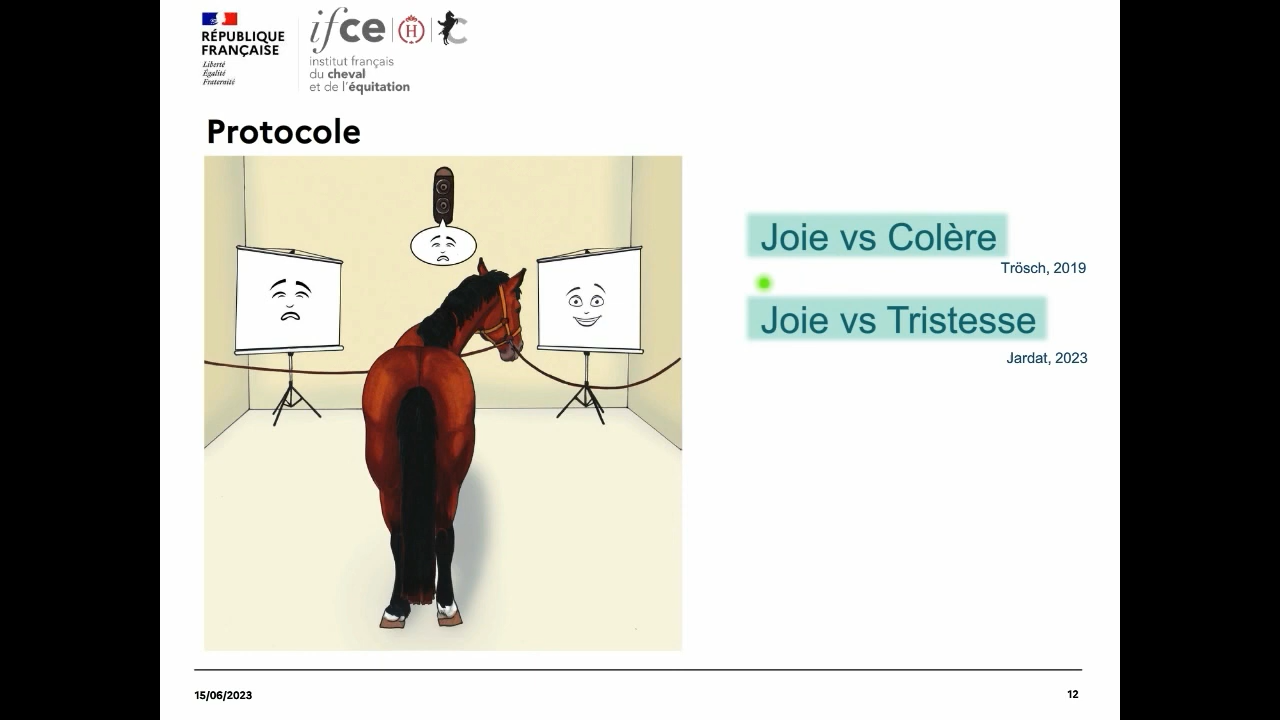 RÉPUBLIQUE
FRANÇAISE
Liberté
Égalité
Fraternité
ifce
H
institut français
du cheval
et de l'équitation
Protocole
Joie vs Colère
Trösch, 2019
Joie vs Tristesse
Jardat, 2023
15/06/2023
12